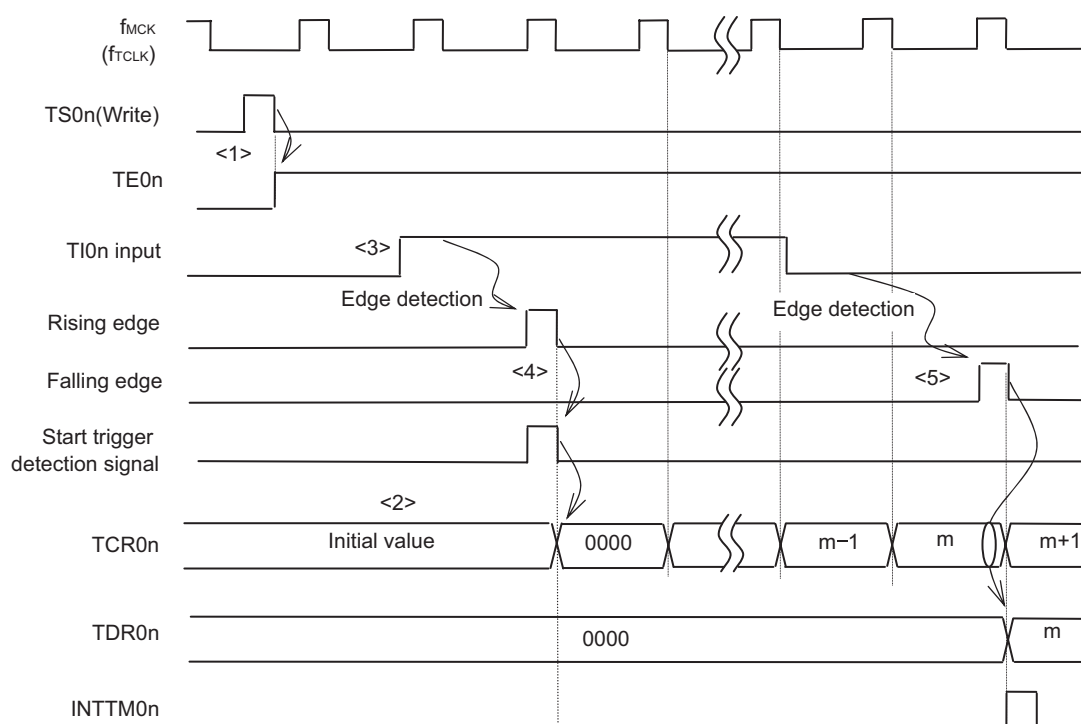 fMCK
(fTCLK)
TS0n(Write)
<1>
TE0n
TI0n input
<3>
Edge detection
Edge detection
Rising edge
<4>
<5>
Falling edge
Start trigger
detection signal
<2>
TCR0n
Initial value
0000
m−1
m
m+1
TDR0n
0000
m
INTTM0n